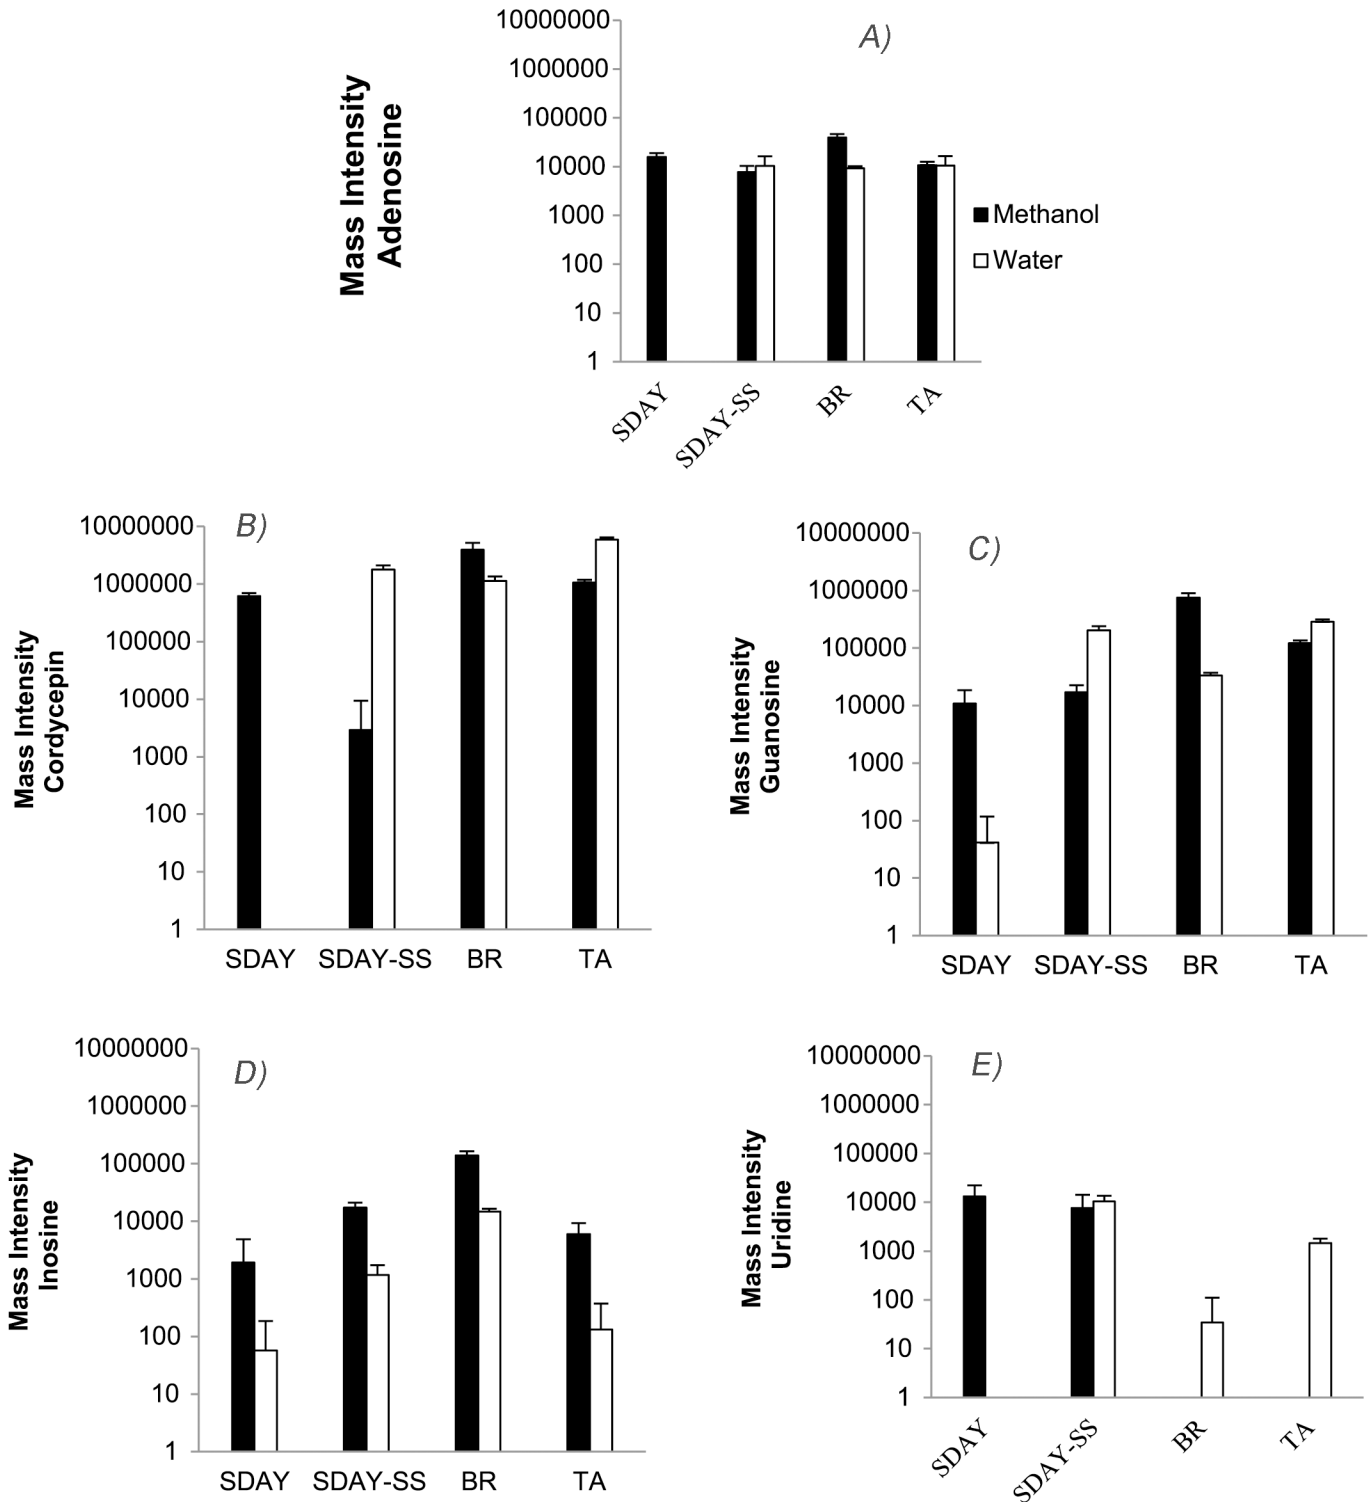 A)
Mass Intensity
Adenosine
10000000
1000000
100000
10000
1000
100
10
1
SDAY
SDAY-SS
BR
TA
Methanol
Water
B)
Mass Intensity
Cordycepin
10000000
1000000
100000
10000
1000
100
10
1
SDAY SDAY-SS BR TA
C)
Mass Intensity
Guanosine
10000000
1000000
100000
10000
1000
100
10
1
SDAY SDAY-SS BR TA
D)
Mass Intensity
Inosine
10000000
1000000
100000
10000
1000
100
10
1
SDAY SDAY-SS BR TA
E)
Mass Intensity
Uridine
10000000
1000000
100000
10000
1000
100
10
1
SDAY
SDAY-SS
BR
TA